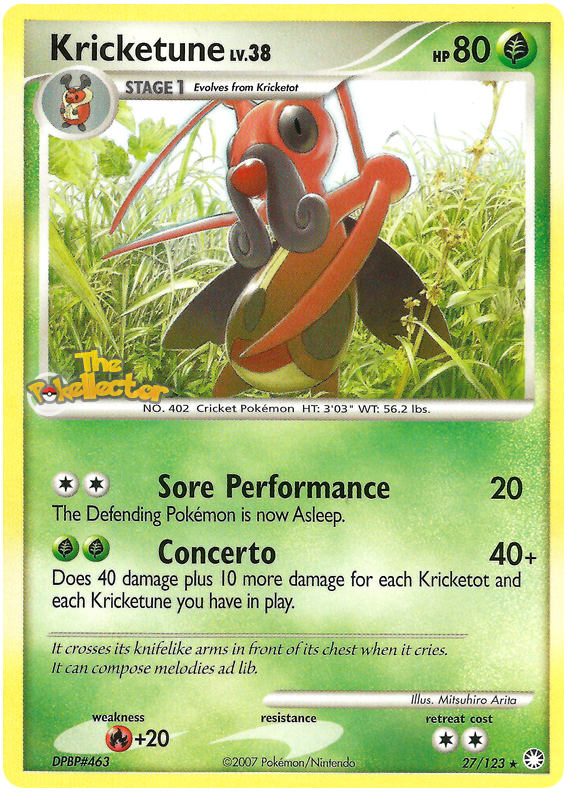 Kricketune LV.38
HP 80
STAGE 1 Evolves from Kricketot
The
Pokellector
NO. 402 Cricket Pokémon HT: 3'03" WT: 56.2 lbs.
Sore Performance 20
The Defending Pokémon is now Asleep.
Concerto 40+
Does 40 damage plus 10 more damage for each Kricketot and
each Kricketune you have in play.
It crosses its knifelike arms in front of its chest when it cries.
It can compose melodies ad lib.
Illus. Mitsuhiro Arita
weakness resistance retreat cost
+20
DPBP#463 ©2007 Pokémon/Nintendo 27/123 ★